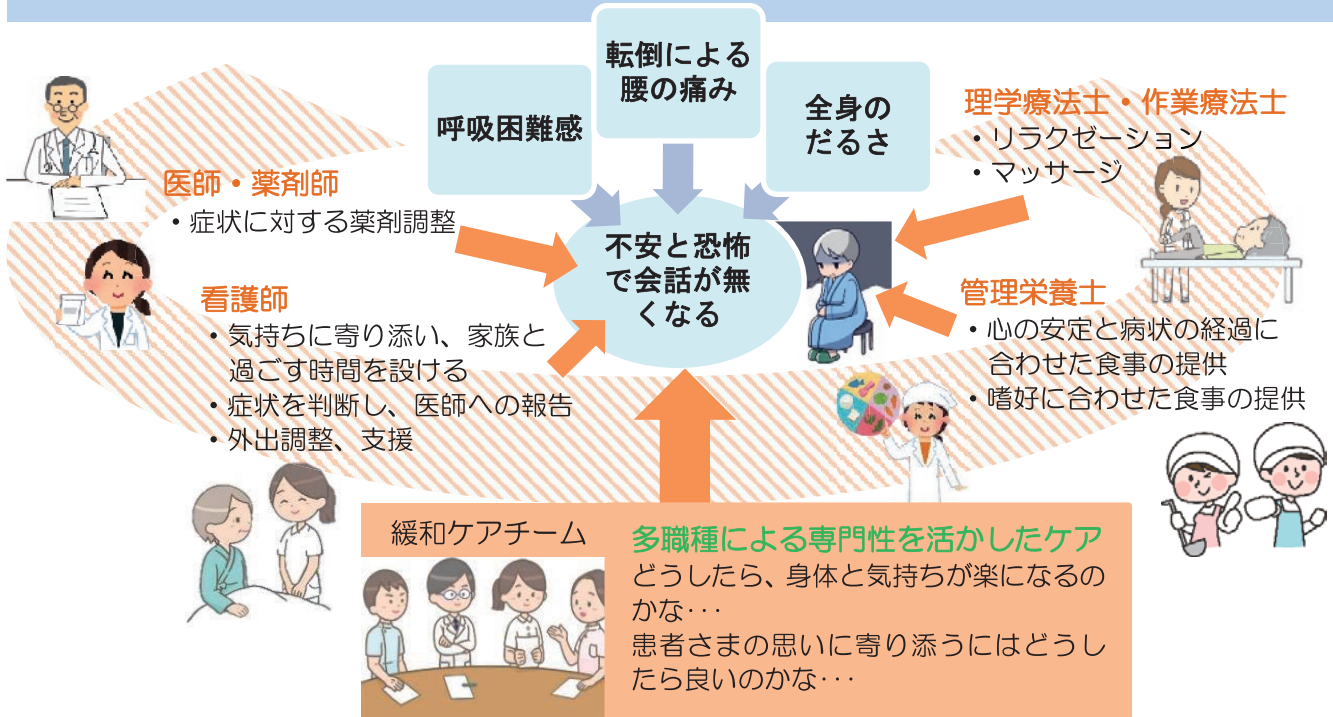 転倒による
腰の痛み
呼吸困難感
全身の
だるさ
不安と恐怖
で会話が無
くなる
医師・薬剤師
・症状に対する薬剤調整
看護師
・気持ちに寄り添い、家族と
過ごす時間を設ける
・症状を判断し、医師への報告
・外出調整、支援
理学療法士・作業療法士
・リラクゼーション
・マッサージ
管理栄養士
・心の安定と病状の経過に
合わせた食事の提供
・嗜好に合わせた食事の提供
緩和ケアチーム
多職種による専門性を活かしたケア
どうしたら、身体と気持ちが楽になるの
かな･･･
患者さまの思いに寄り添うにはどうし
たら良いのかな･･･